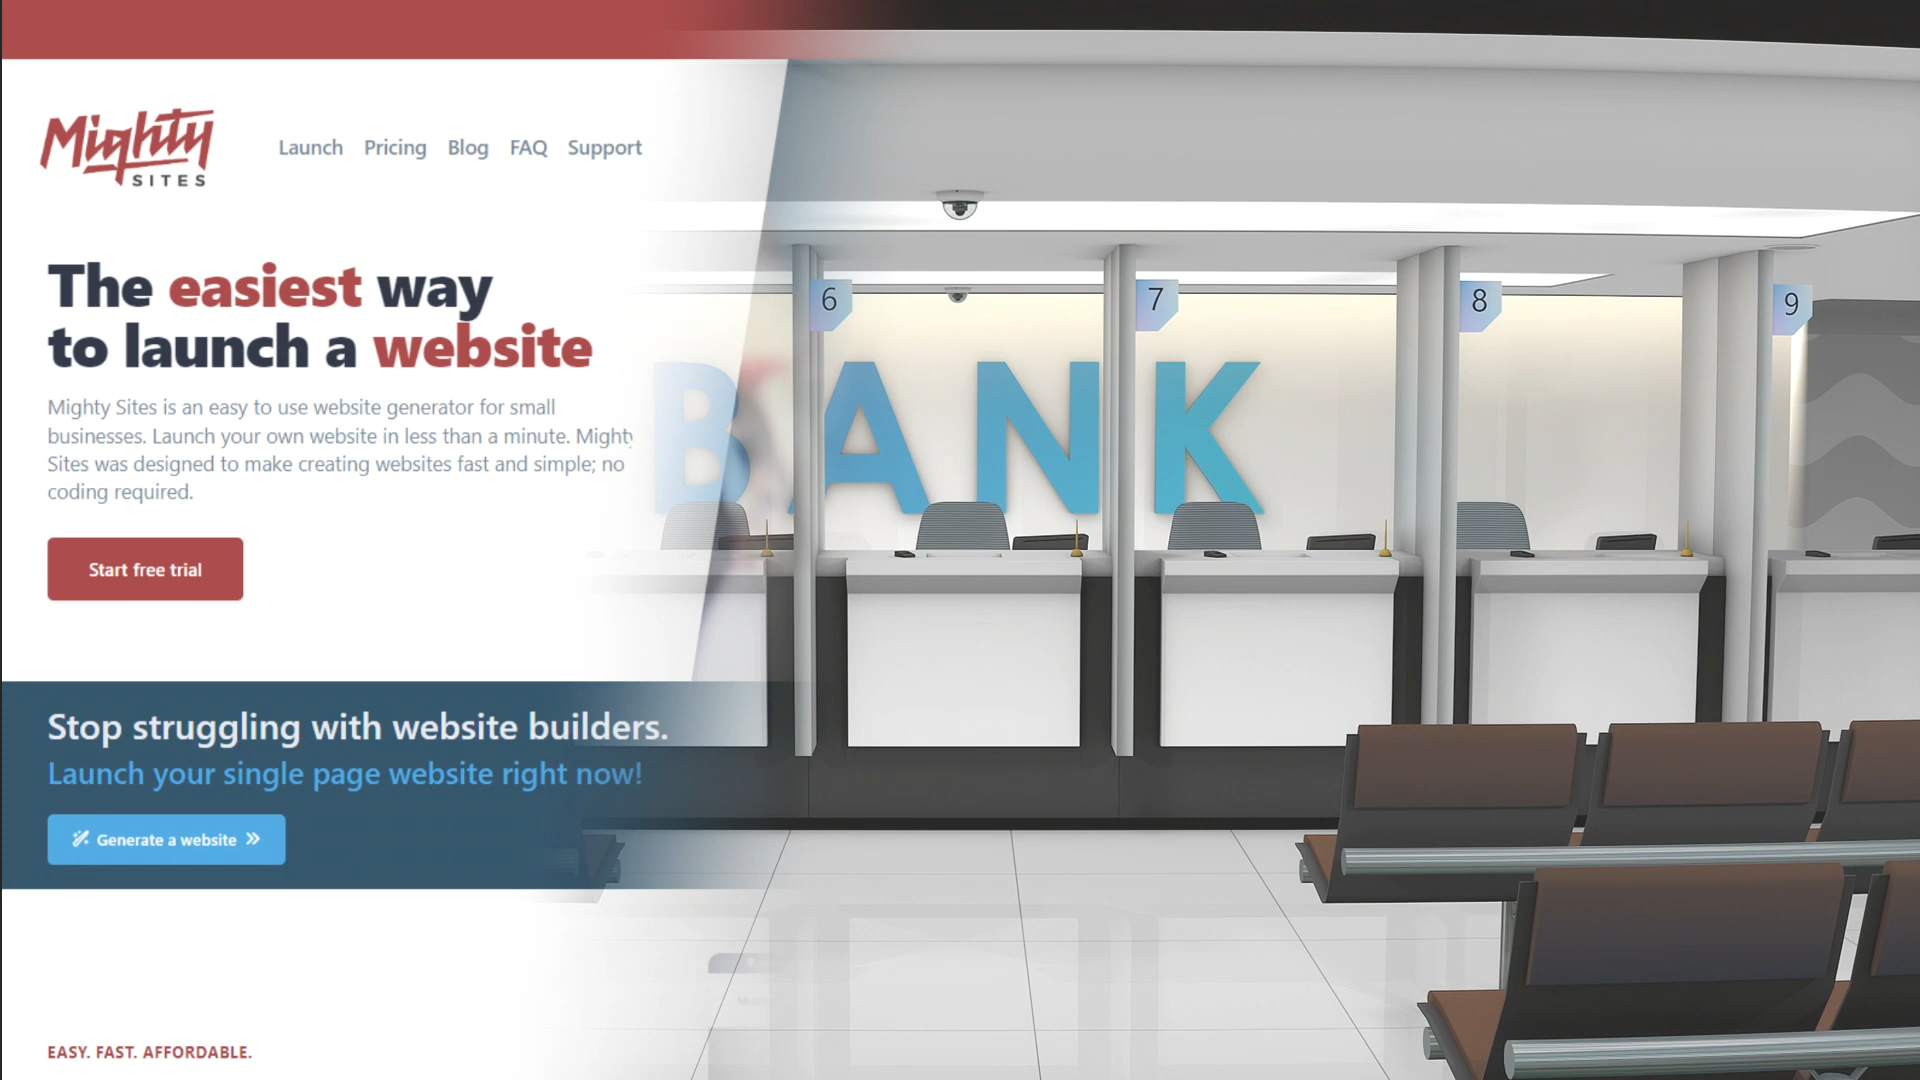 Mighty
SITES
Launch Pricing Blog FAQ Support
The easiest way
to launch a website
Mighty Sites is an easy to use website generator for small
businesses. Launch your own website in less than a minute. Mighty
Sites was designed to make creating websites fast and simple; no
coding required.
Start free trial
Stop struggling with website builders.
Launch your single page website right now!
Generate a website
EASY. FAST. AFFORDABLE.
6
7
8
9
BANK